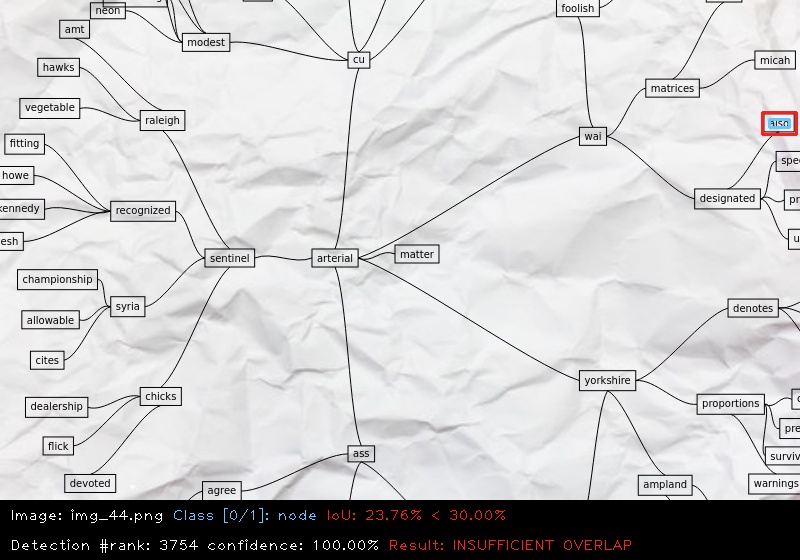 neon
foolish
amt
modest
cu
micah
hawks
matrices
vegetable
raleigh
also
fitting
wai
howe
kennedy
recognized
designated
sentinel
arterial
matter
championship
syria
denotes
allowable
cites
yorkshire
chicks
dealership
proportions
flick
ass
devoted
agree
ampland
warnings
Image: img_44.png Class [0/1]: node IoU: 23.76% < 30.00%
Detection #rank: 3754 confidence: 100.00% Result: INSUFFICIENT OVERLAP